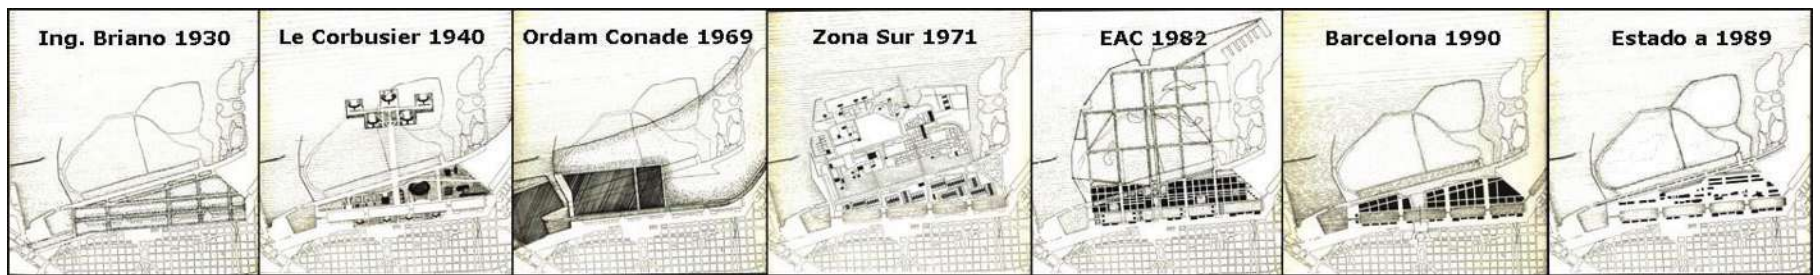 Ing. Briano 1930
Le Corbusier 1940
Ordam Conade 1969
Zona Sur 1971
EAC 1982
Barcelona 1990
Estado a 1989